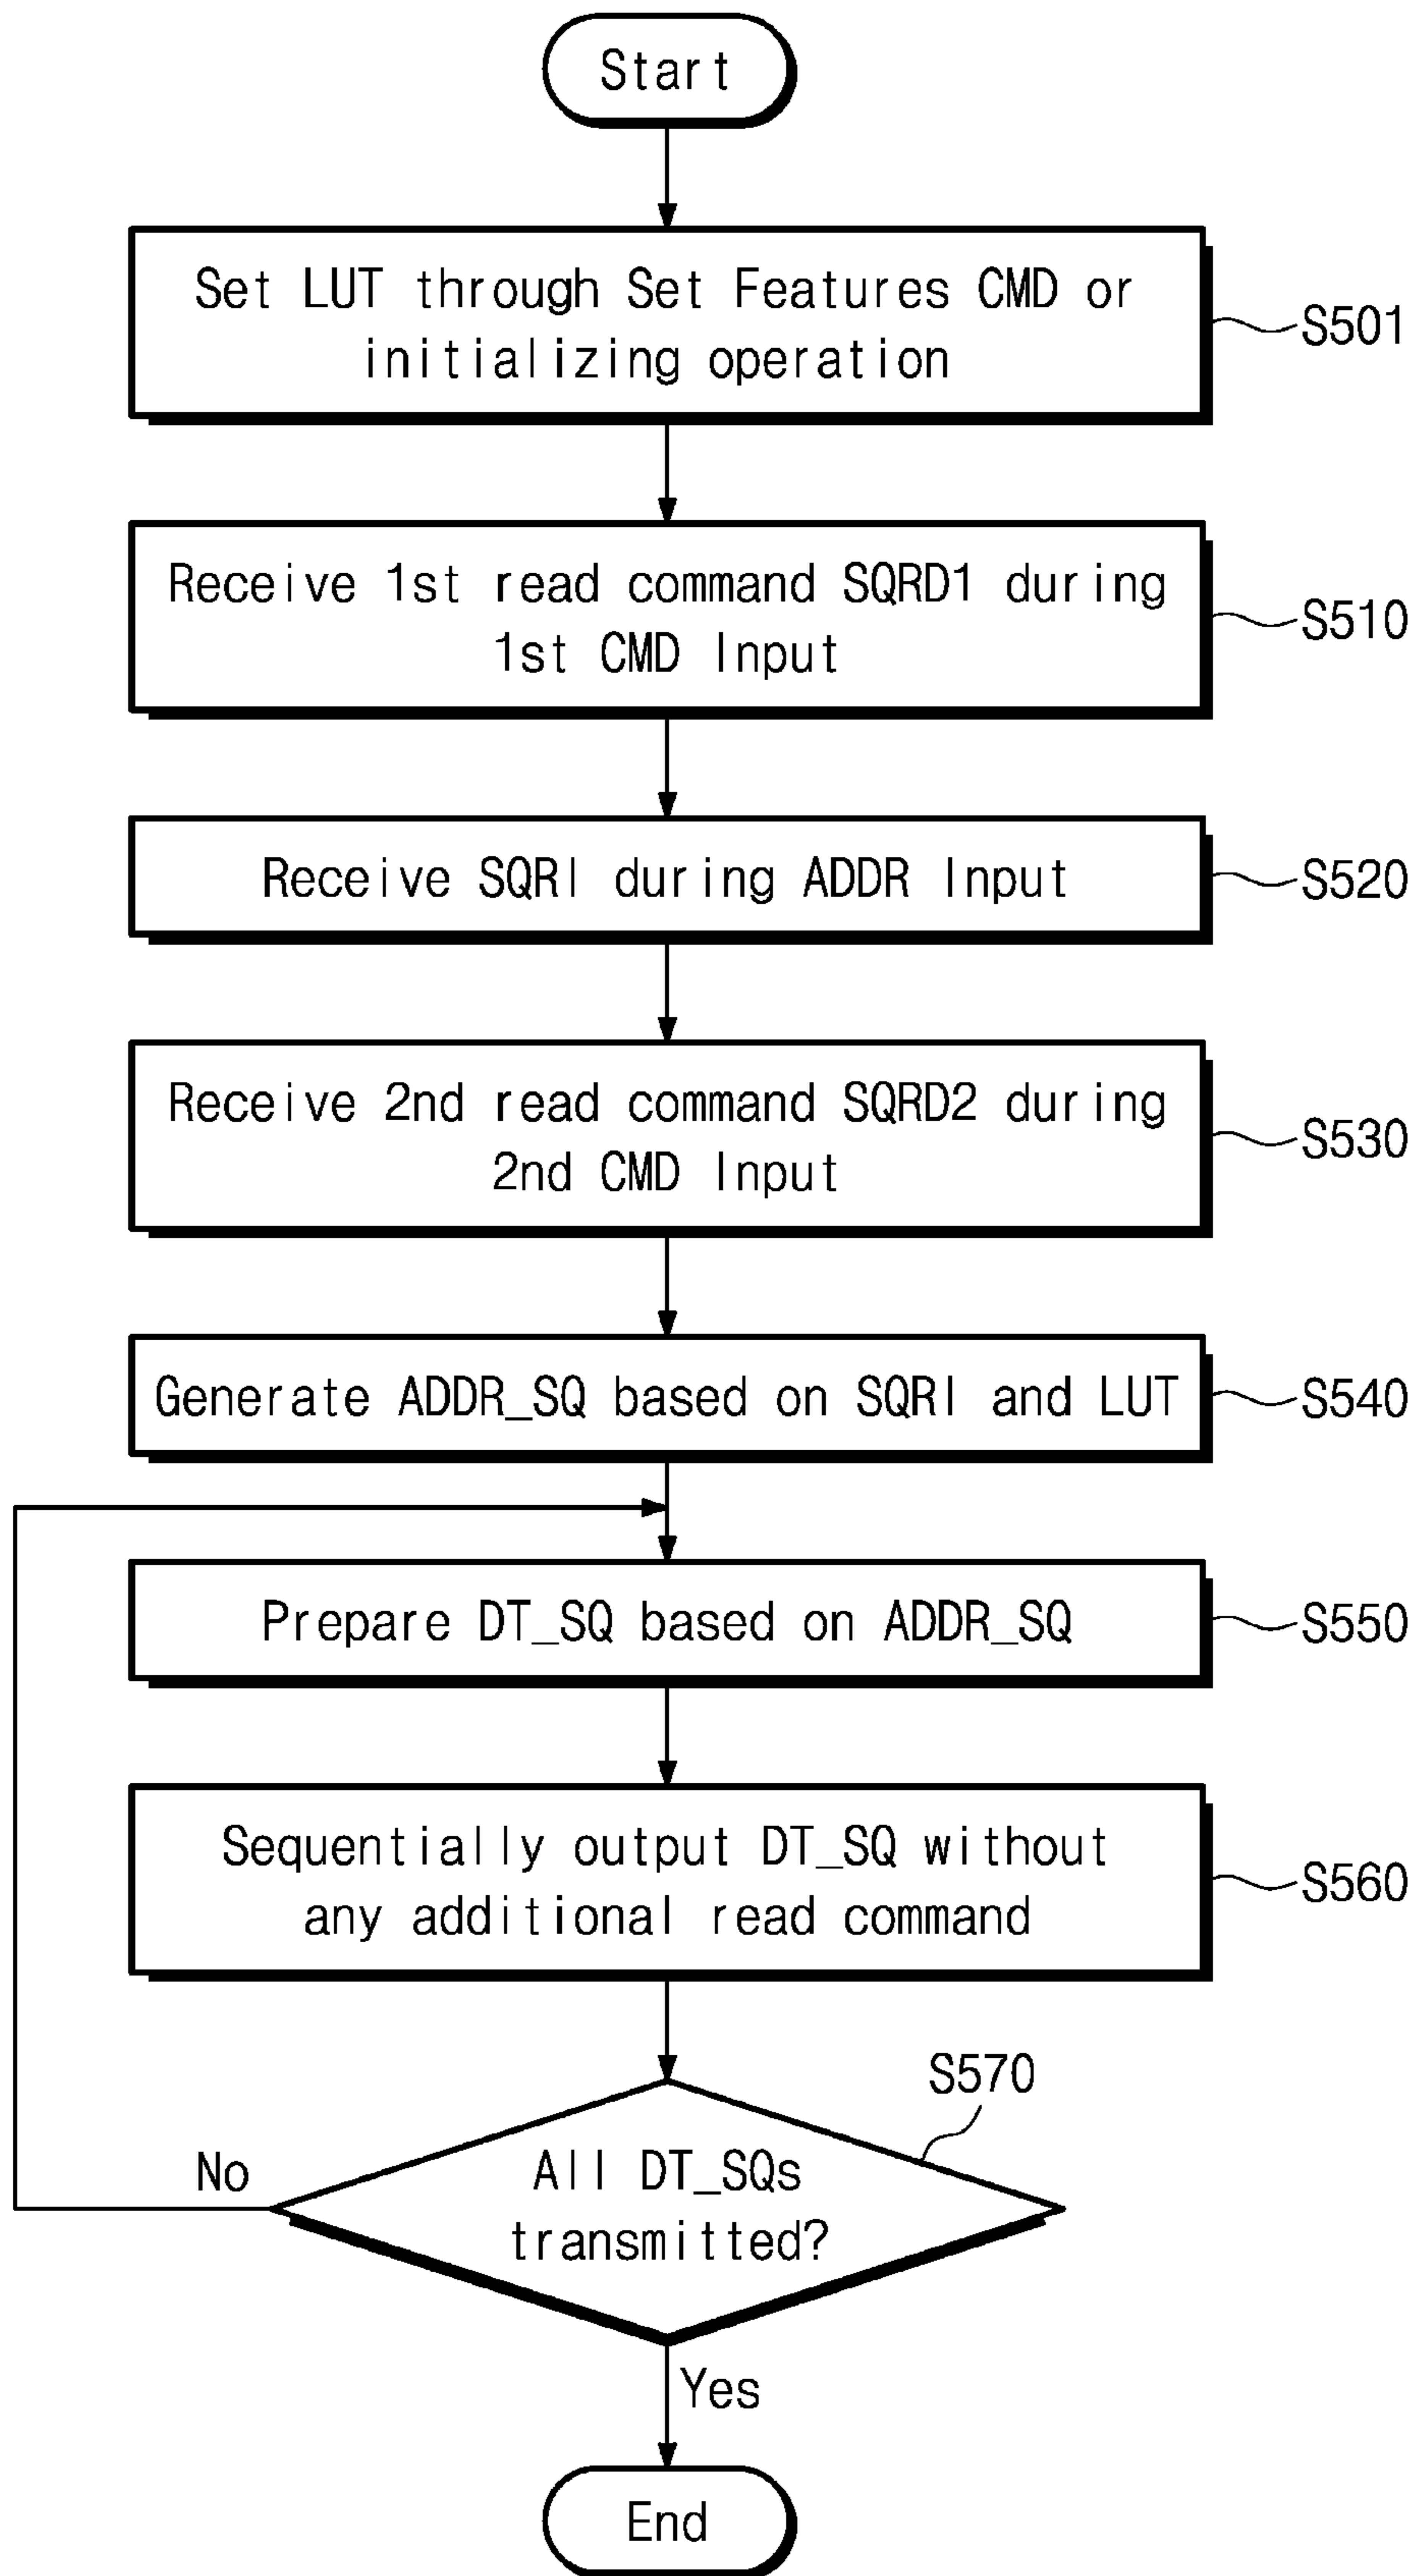 Start
Set LUT through Set Features CMD or
initializing operation
S501
Receive 1st read command SQRD1 during
1st CMD Input
S510
Receive SQRI during ADDR Input
S520
Receive 2nd read command SQRD2 during
2nd CMD Input
S530
Generate ADDR_SQ based on SQRI and LUT
S540
Prepare DT_SQ based on ADDR_SQ
S550
Sequentially output DT_SQ without
any additional read command
S560
S570
No
All DT_SQs
transmitted?
Yes
End